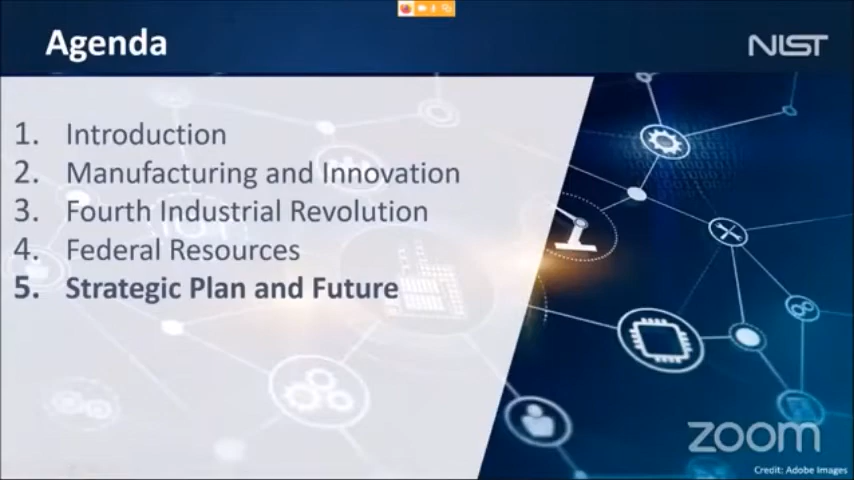 Agenda
NIST
1. Introduction
2. Manufacturing and Innovation
3. Fourth Industrial Revolution
4. Federal Resources
5. Strategic Plan and Future
zoom
Credit: Adobe Images